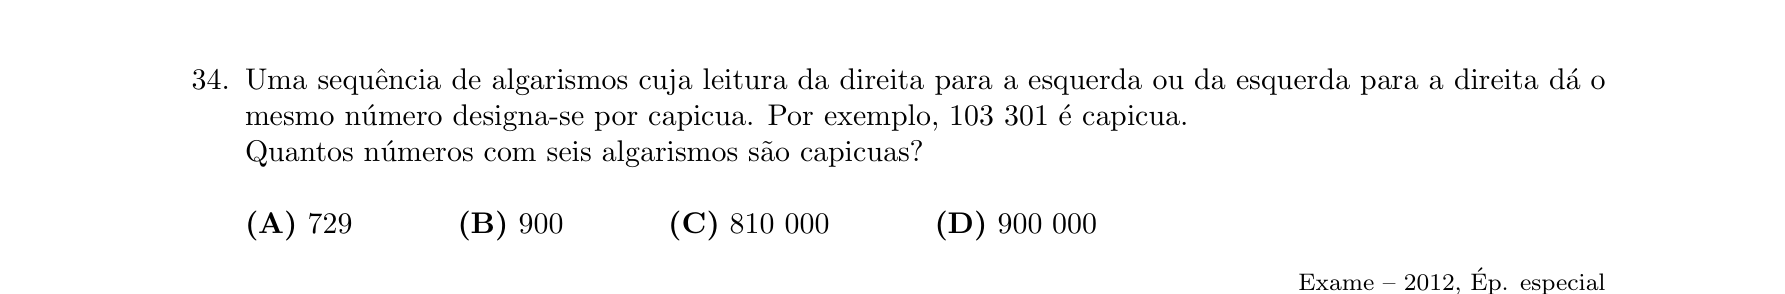 34. Uma sequência de algarismos cuja leitura da direita para a esquerda ou da esquerda para a direita dá o
mesmo número designa-se por capicua. Por exemplo, 103 301 é capicua.
Quantos números com seis algarismos são capicuas?
(A) 729 (B) 900 (C) 810 000 (D) 900 000
Exame – 2012, Ép. especial